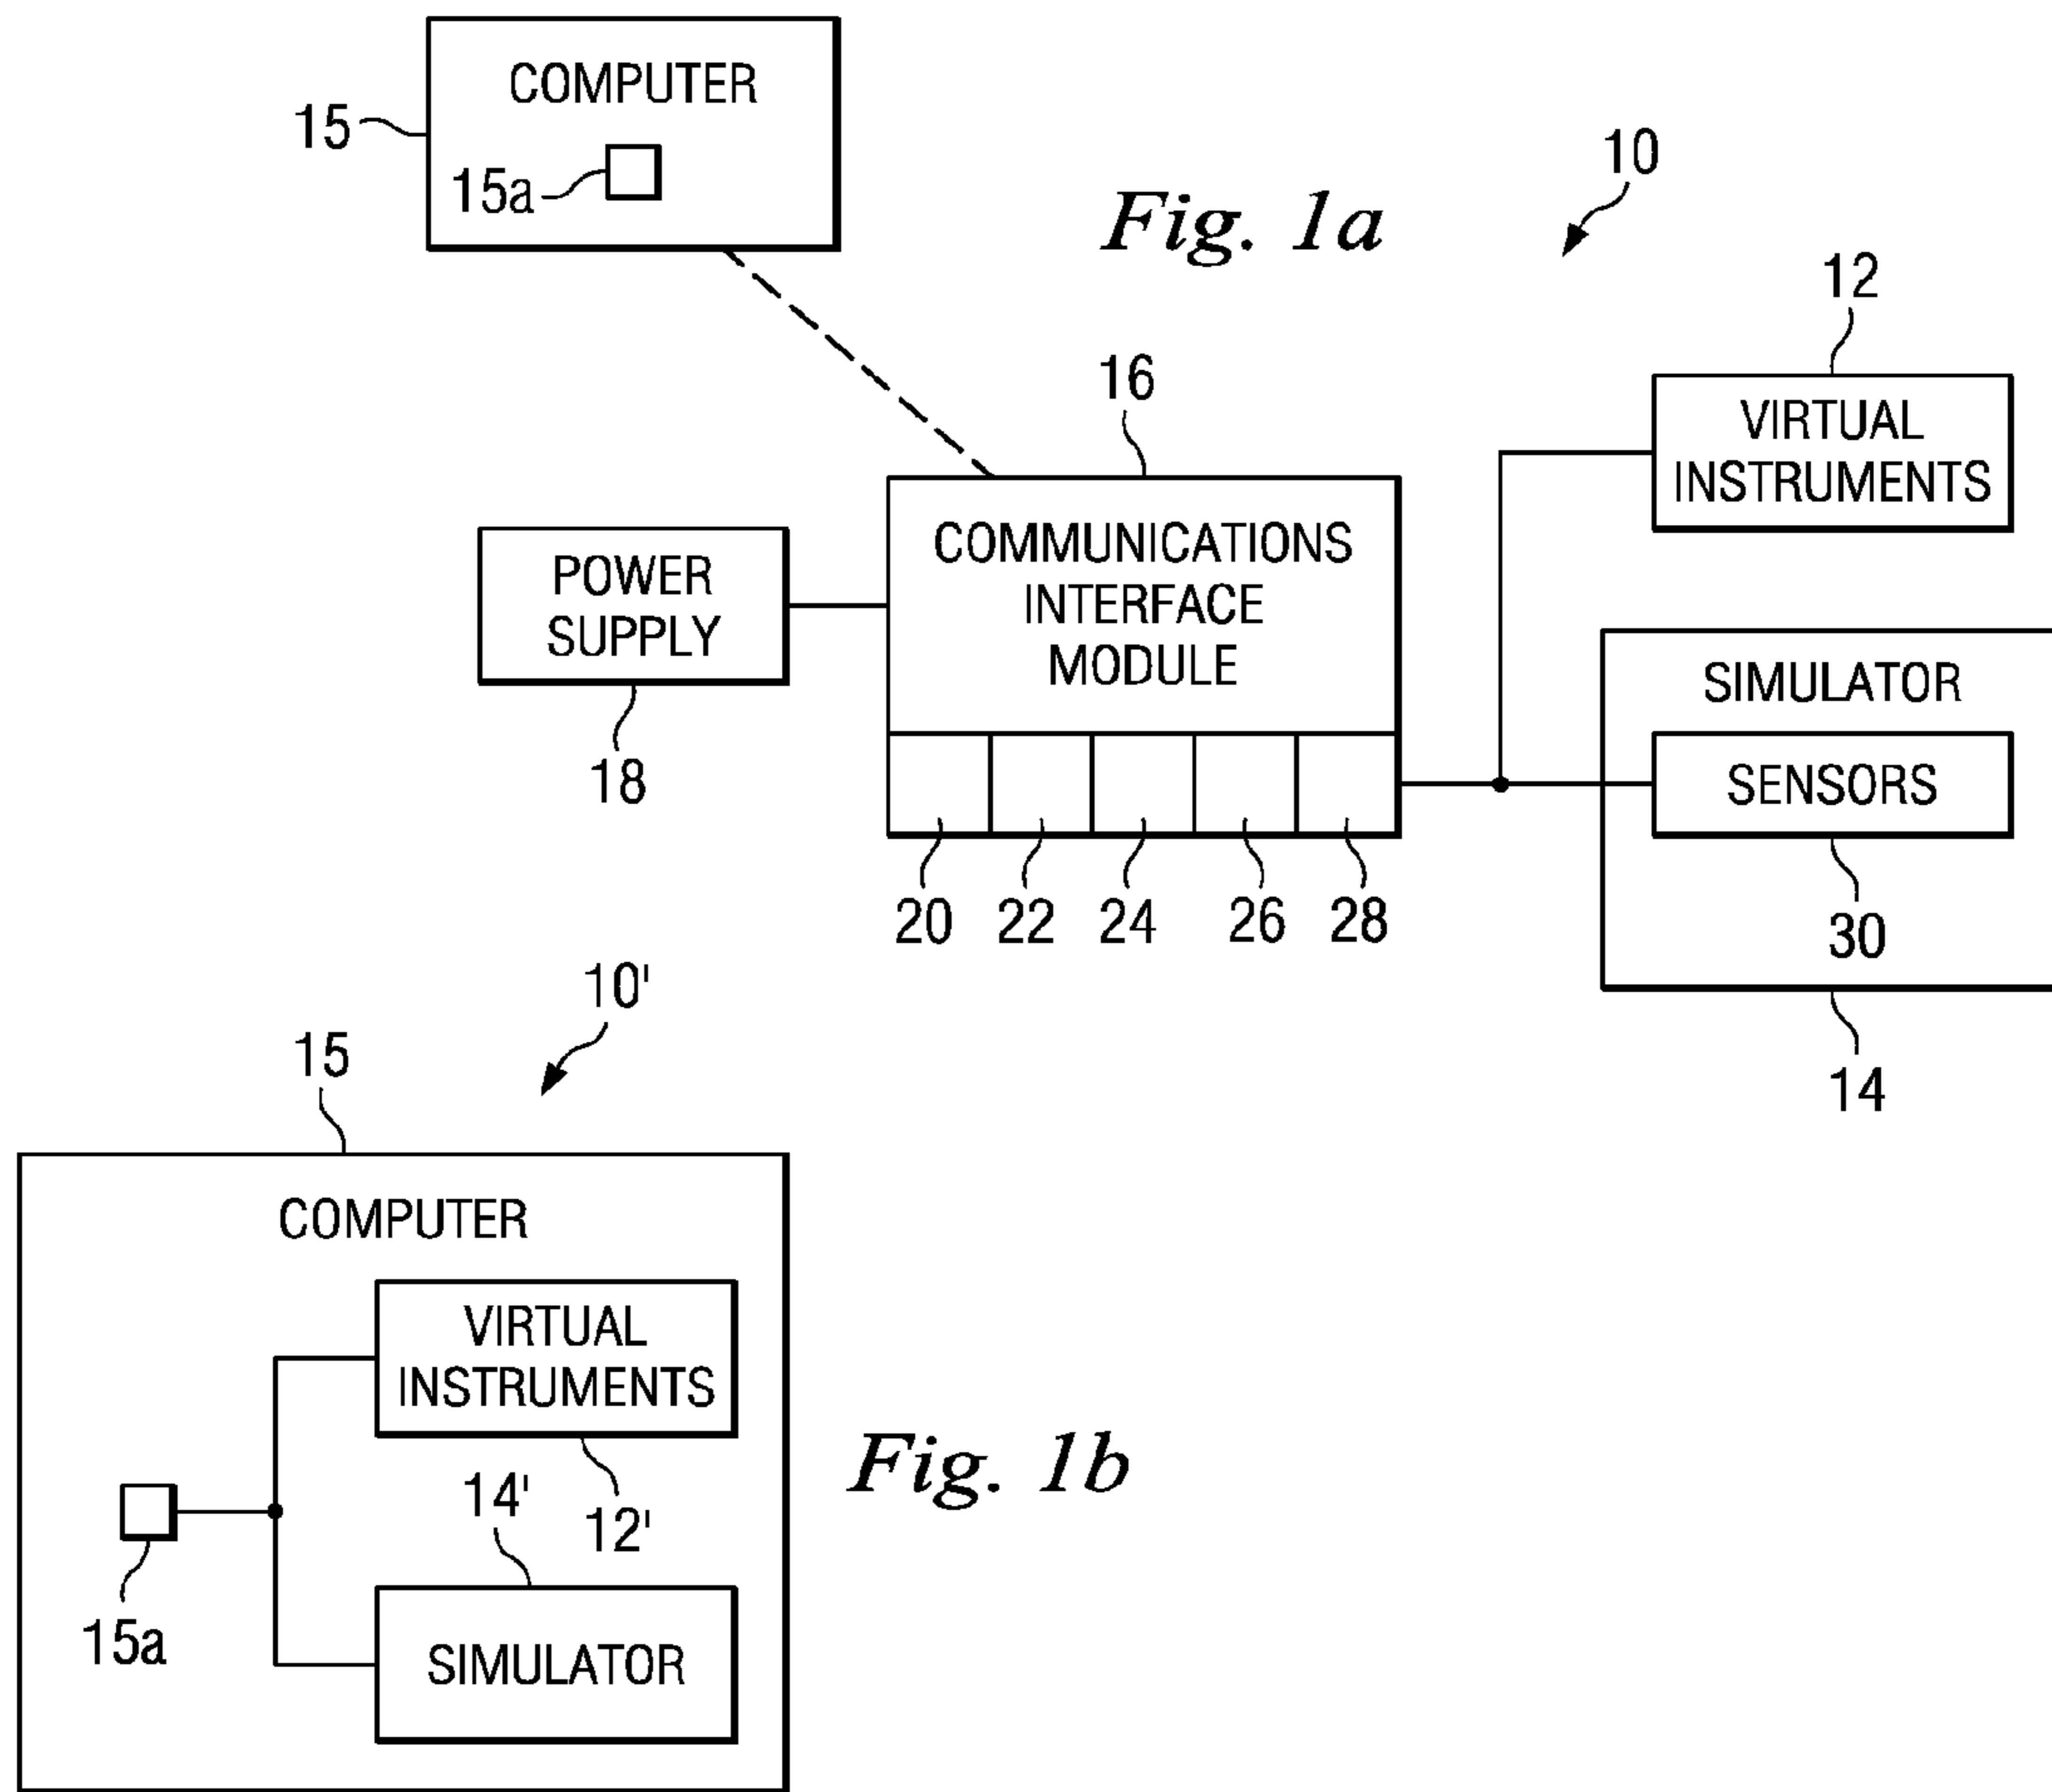 COMPUTER
15
15a
Fig. 1a
10
12
VIRTUAL
INSTRUMENTS
16
COMMUNICATIONS
INTERFACE
MODULE
POWER
SUPPLY
18
SIMULATOR
SENSORS
20 22 24 26 28
30
14
10'
15
COMPUTER
VIRTUAL
INSTRUMENTS
Fig. 1b
14'
12'
15a
SIMULATOR